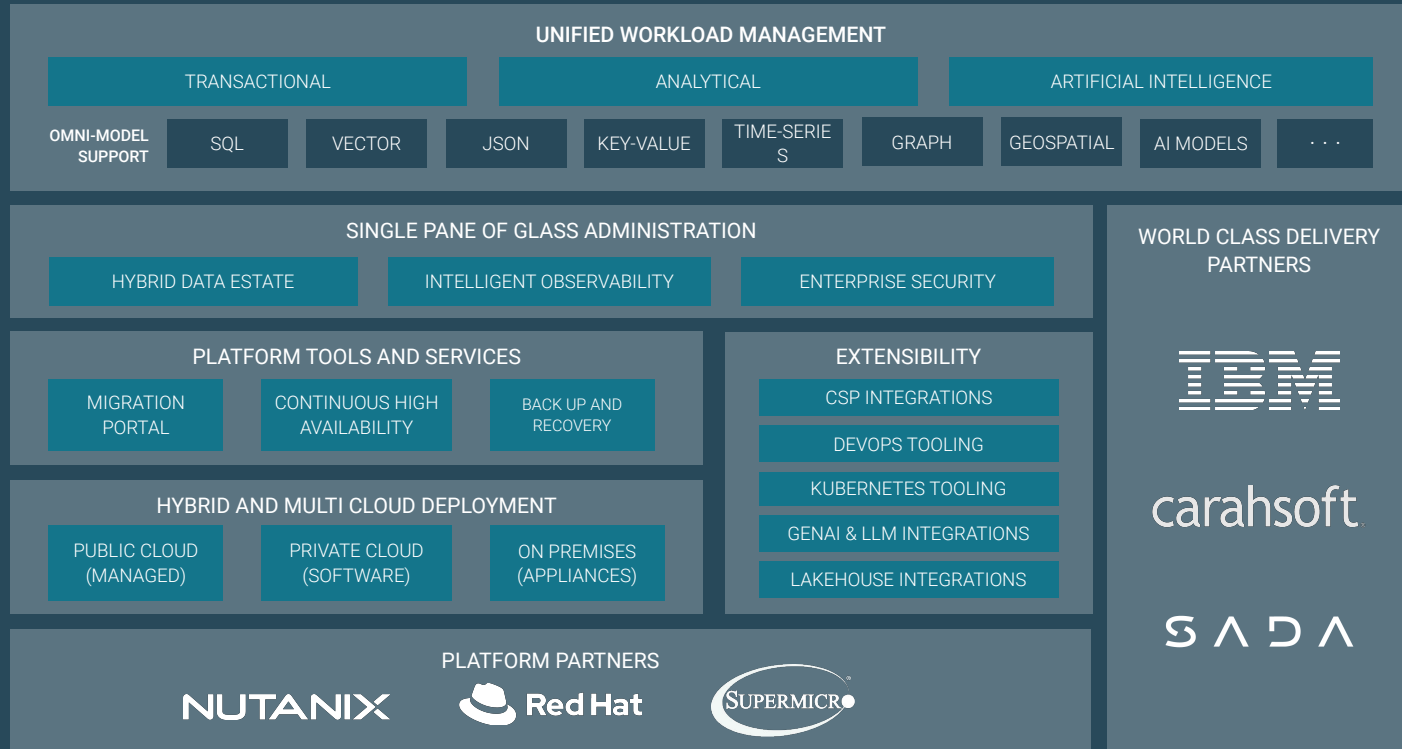 UNIFIED WORKLOAD MANAGEMENT
TRANSACTIONAL
ANALYTICAL
ARTIFICIAL INTELLIGENCE
OMNI-MODEL
SUPPORT
SQL
VECTOR
JSON
KEY-VALUE
TIME-SERIE
S
GRAPH
GEOSPATIAL
AI MODELS
. . .
SINGLE PANE OF GLASS ADMINISTRATION
HYBRID DATA ESTATE
INTELLIGENT OBSERVABILITY
ENTERPRISE SECURITY
PLATFORM TOOLS AND SERVICES
MIGRATION
PORTAL
CONTINUOUS HIGH
AVAILABILITY
BACK UP AND
RECOVERY
HYBRID AND MULTI CLOUD DEPLOYMENT
PUBLIC CLOUD
(MANAGED)
PRIVATE CLOUD
(SOFTWARE)
ON PREMISES
(APPLIANCES)
EXTENSIBILITY
CSP INTEGRATIONS
DEVOPS TOOLING
KUBERNETES TOOLING
GENAI & LLM INTEGRATIONS
LAKEHOUSE INTEGRATIONS
PLATFORM PARTNERS
NUTANIX
Red Hat
SUPERMICRO®
WORLD CLASS DELIVERY
PARTNERS
IBM
carahsoft.
SADA